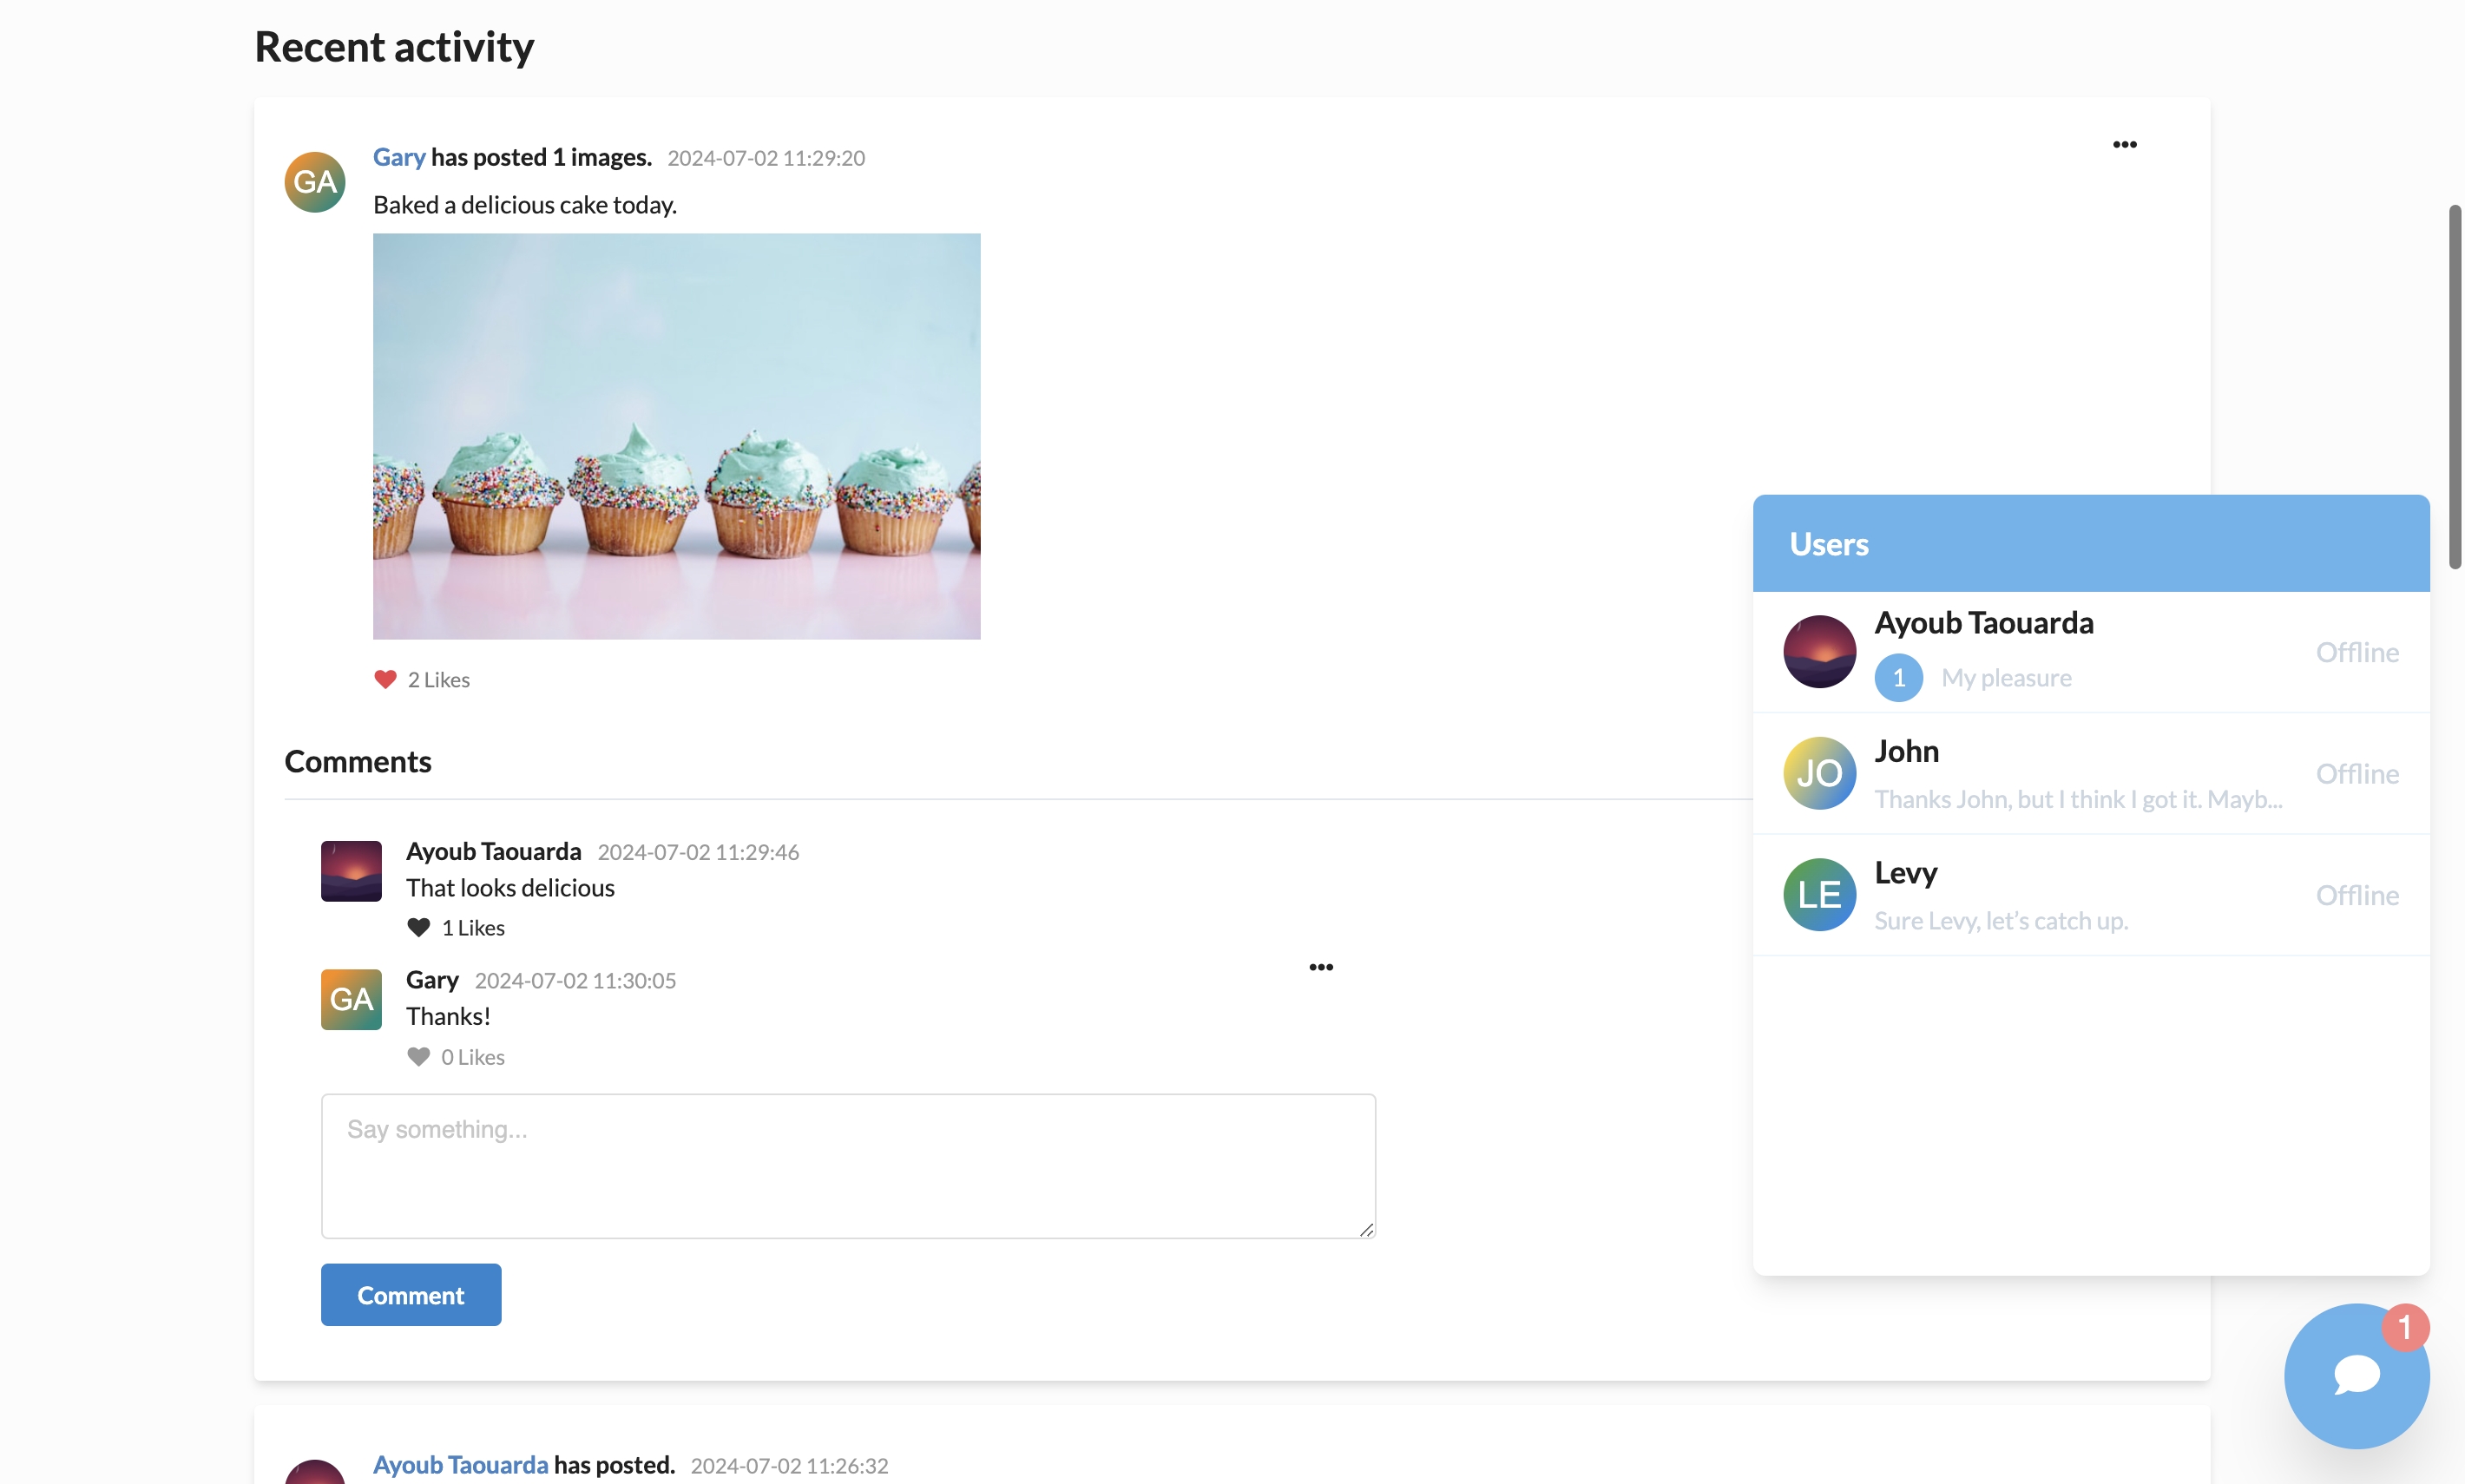 Recent activity
GA
Gary has posted 1 images. 2024-07-02 11:29:20
Baked a delicious cake today.
2 Likes
Comments
Ayoub Taouarda 2024-07-02 11:29:46
That looks delicious
1 Likes
GA
Gary 2024-07-02 11:30:05
Thanks!
0 Likes
Say something...
Comment
Ayoub Taouarda has posted. 2024-07-02 11:26:32
Users
Ayoub Taouarda
1 My pleasure
Offline
JO
John
Thanks John, but I think I got it. Mayb...
Offline
LE
Levy
Sure Levy, let’s catch up.
Offline
1